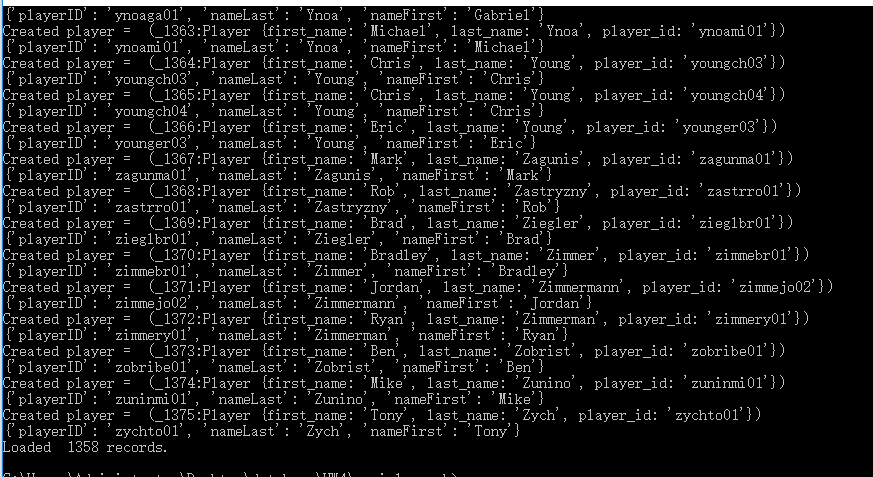 {'playerID': 'ynoaga01', 'nameLast': 'Ynoa', 'nameFirst': 'Gabriel'}
Created player =  (_1363:Player {first_name: 'Michael', last_name: 'Ynoa', player_id: 'ynoami01'})
{'playerID': 'ynoami01', 'nameLast': 'Ynoa', 'nameFirst': 'Michael'}
Created player =  (_1364:Player {first_name: 'Chris', last_name: 'Young', player_id: 'youngch03'})
{'playerID': 'youngch03', 'nameLast': 'Young', 'nameFirst': 'Chris'}
Created player =  (_1365:Player {first_name: 'Chris', last_name: 'Young', player_id: 'youngch04'})
{'playerID': 'youngch04', 'nameLast': 'Young', 'nameFirst': 'Chris'}
Created player =  (_1366:Player {first_name: 'Eric', last_name: 'Young', player_id: 'younger03'})
{'playerID': 'younger03', 'nameLast': 'Young', 'nameFirst': 'Eric'}
Created player =  (_1367:Player {first_name: 'Mark', last_name: 'Zagunis', player_id: 'zagunma01'})
{'playerID': 'zagunma01', 'nameLast': 'Zagunis', 'nameFirst': 'Mark'}
Created player =  (_1368:Player {first_name: 'Rob', last_name: 'Zastryzny', player_id: 'zastrro01'})
{'playerID': 'zastrro01', 'nameLast': 'Zastryzny', 'nameFirst': 'Rob'}
Created player =  (_1369:Player {first_name: 'Brad', last_name: 'Ziegler', player_id: 'zieglbr01'})
{'playerID': 'zieglbr01', 'nameLast': 'Ziegler', 'nameFirst': 'Brad'}
Created player =  (_1370:Player {first_name: 'Bradley', last_name: 'Zimmer', player_id: 'zimmebr01'})
{'playerID': 'zimmebr01', 'nameLast': 'Zimmer', 'nameFirst': 'Bradley'}
Created player =  (_1371:Player {first_name: 'Jordan', last_name: 'Zimmermann', player_id: 'zimmejo02'})
{'playerID': 'zimmejo02', 'nameLast': 'Zimmermann', 'nameFirst': 'Jordan'}
Created player =  (_1372:Player {first_name: 'Ryan', last_name: 'Zimmerman', player_id: 'zimmery01'})
{'playerID': 'zimmery01', 'nameLast': 'Zimmerman', 'nameFirst': 'Ryan'}
Created player =  (_1373:Player {first_name: 'Ben', last_name: 'Zobrist', player_id: 'zobribe01'})
{'playerID': 'zobribe01', 'nameLast': 'Zobrist', 'nameFirst': 'Ben'}
Created player =  (_1374:Player {first_name: 'Mike', last_name: 'Zunino', player_id: 'zuninmi01'})
{'playerID': 'zuninmi01', 'nameLast': 'Zunino', 'nameFirst': 'Mike'}
Created player =  (_1375:Player {first_name: 'Tony', last_name: 'Zych', player_id: 'zychto01'})
{'playerID': 'zychto01', 'nameLast': 'Zych', 'nameFirst': 'Tony'}
Loaded  1358 records.